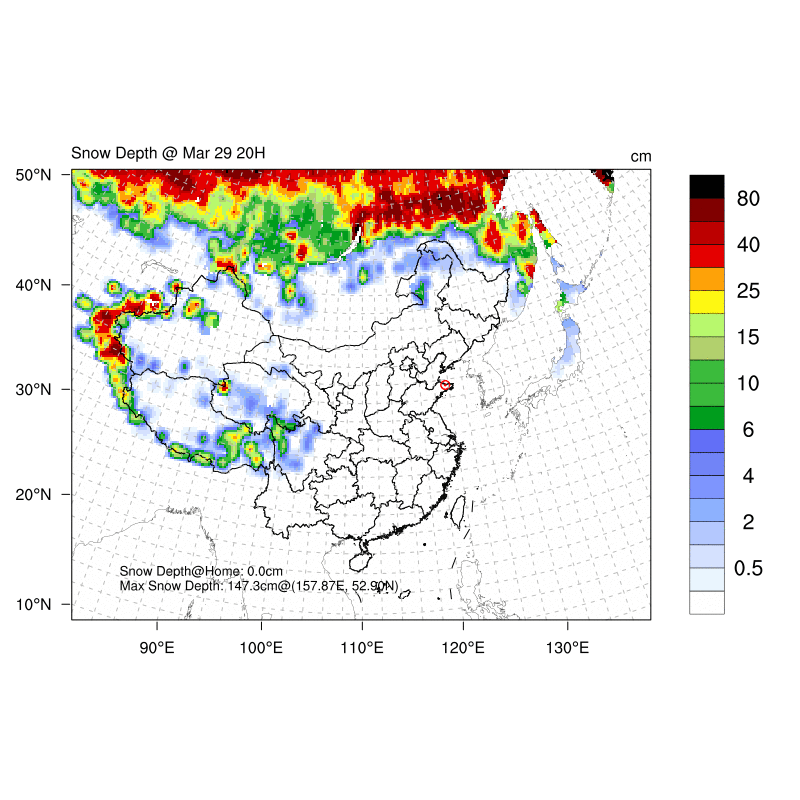 Snow Depth @ Mar 29 20H
cm
50°N
40°N
30°N
20°N
10°N
90°E
100°E
110°E
120°E
130°E
80
40
25
15
10
6
4
2
0.5
Snow Depth@Home: 0.0cm
Max Snow Depth: 147.3cm@(157.87E, 52.90N)